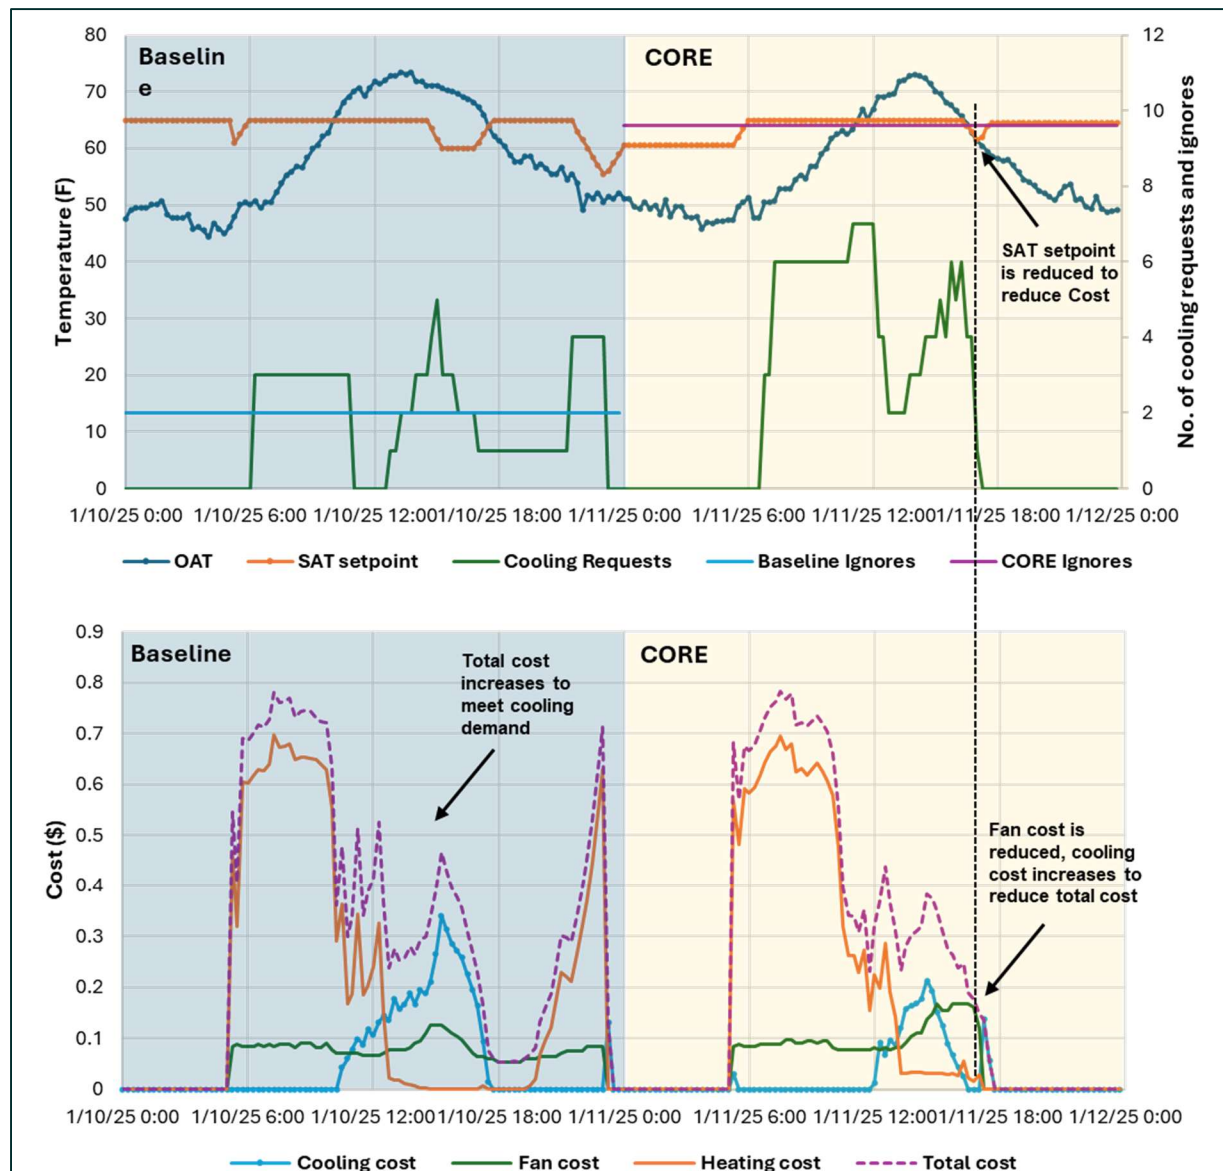 80
70
60
50
40
30
20
10
0
Temperature (F)
12
10
8
6
4
2
0
No. of cooling requests and ignores
Baselin
e
CORE
SAT setpoint
is reduced to
reduce Cost
1/10/25 0:00 1/10/25 6:00 1/10/25 12:00 1/10/25 18:00 1/11/25 0:00 1/11/25 6:00 1/11/25 12:00 1/11/25 18:00 1/12/25 0:00
OAT SAT setpoint Cooling Requests Baseline Ignores CORE Ignores
0.9
0.8
0.7
0.6
0.5
0.4
0.3
0.2
0.1
0
Cost ($)
Baseline
CORE
Total cost
increases to
meet cooling
demand
Fan cost is
reduced, cooling
cost increases to
reduce total cost
1/10/25 0:00 1/10/25 6:00 1/10/25 12:00 1/10/25 18:00 1/11/25 0:00 1/11/25 6:00 1/11/25 12:00 1/11/25 18:00 1/12/25 0:00
Cooling cost Fan cost Heating cost Total cost